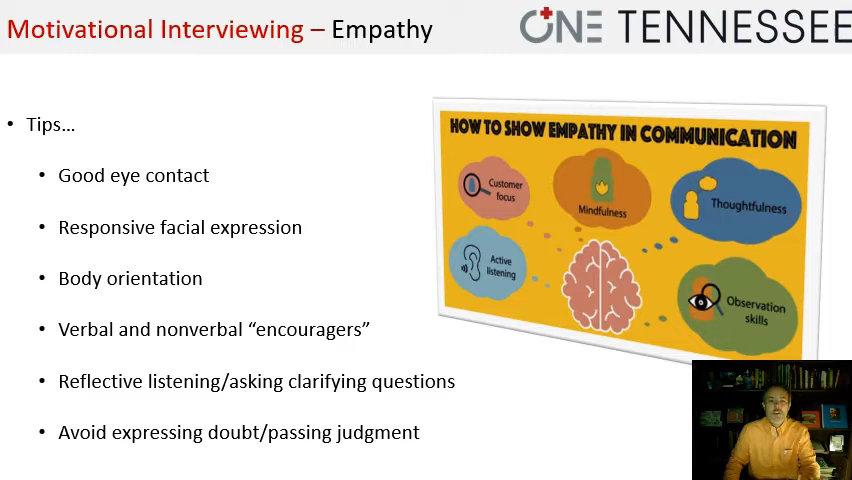 Motivational Interviewing – Empathy
ONE TENNESSEE
• Tips…
• Good eye contact
• Responsive facial expression
• Body orientation
• Verbal and nonverbal “encouragers”
• Reflective listening/asking clarifying questions
• Avoid expressing doubt/passing judgment
HOW TO SHOW EMPATHY IN COMMUNICATION
Customer
focus
Mindfulness
Thoughtfulness
Active
listening
Observation
skills